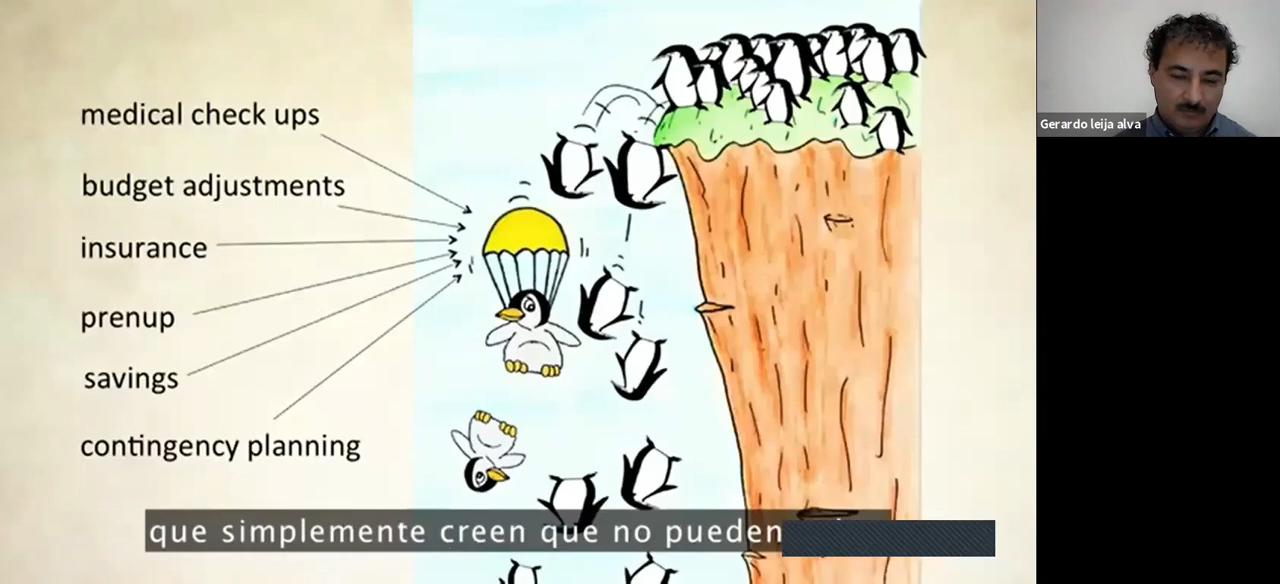 medical check ups
budget adjustments
insurance
prenup
savings
contingency planning
que simplemente creen que no pueden
Gerardo leija alva